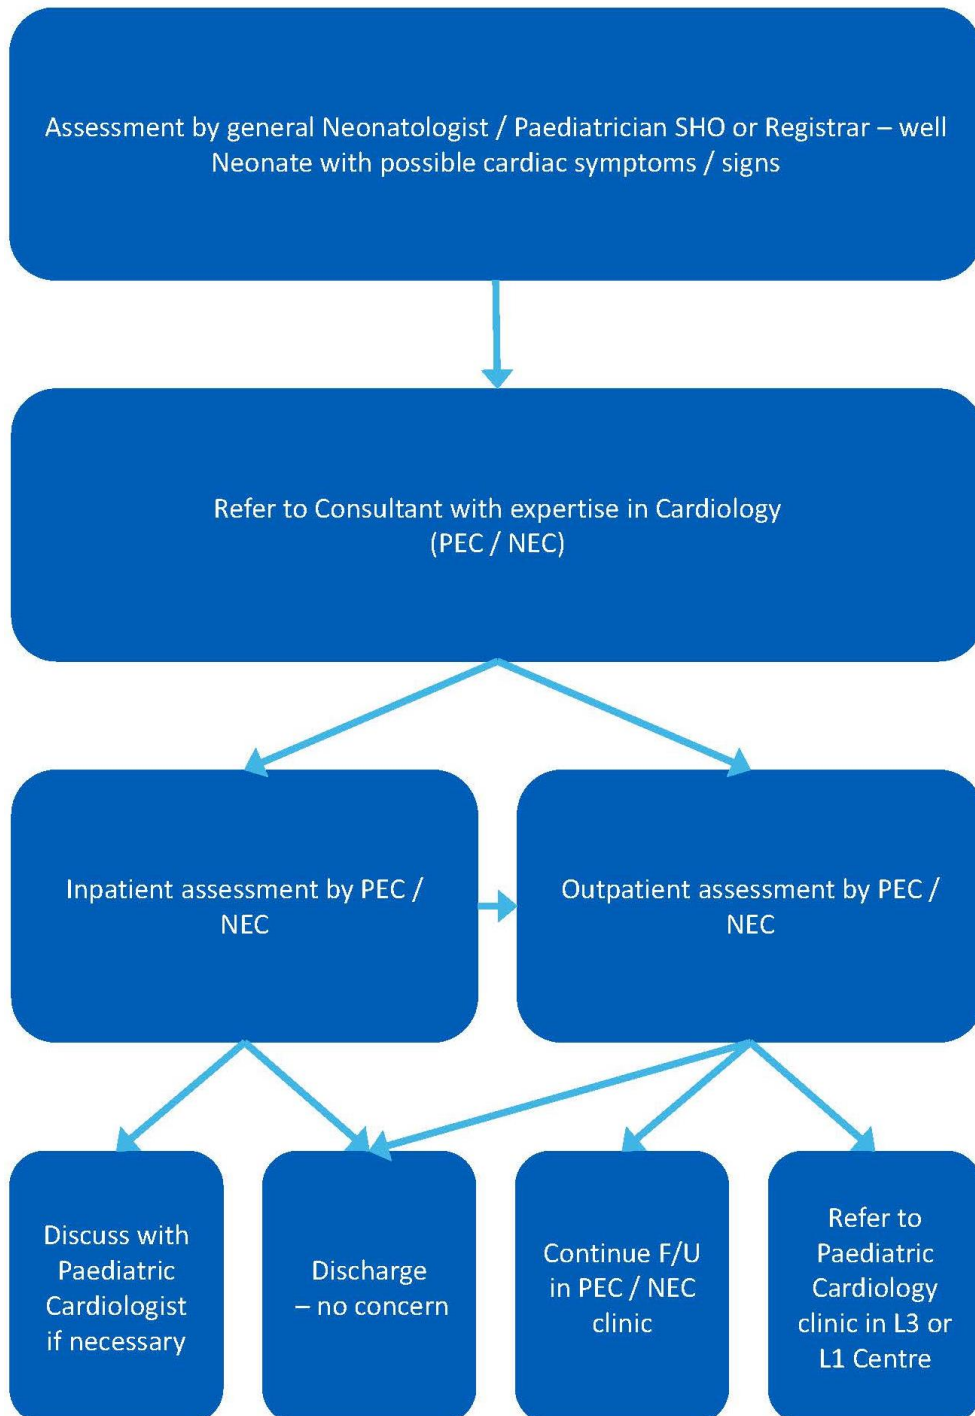 Assessment by general Neonatologist / Paediatrician SHO or Registrar – well
Neonate with possible cardiac symptoms / signs
Refer to Consultant with expertise in Cardiology
(PEC / NEC)
Inpatient assessment by PEC /
NEC
Outpatient assessment by PEC /
NEC
Discuss with
Paediatric
Cardiologist
if necessary
Discharge
– no concern
Continue F/U
in PEC / NEC
clinic
Refer to
Paediatric
Cardiology
clinic in L3 or
L1 Centre